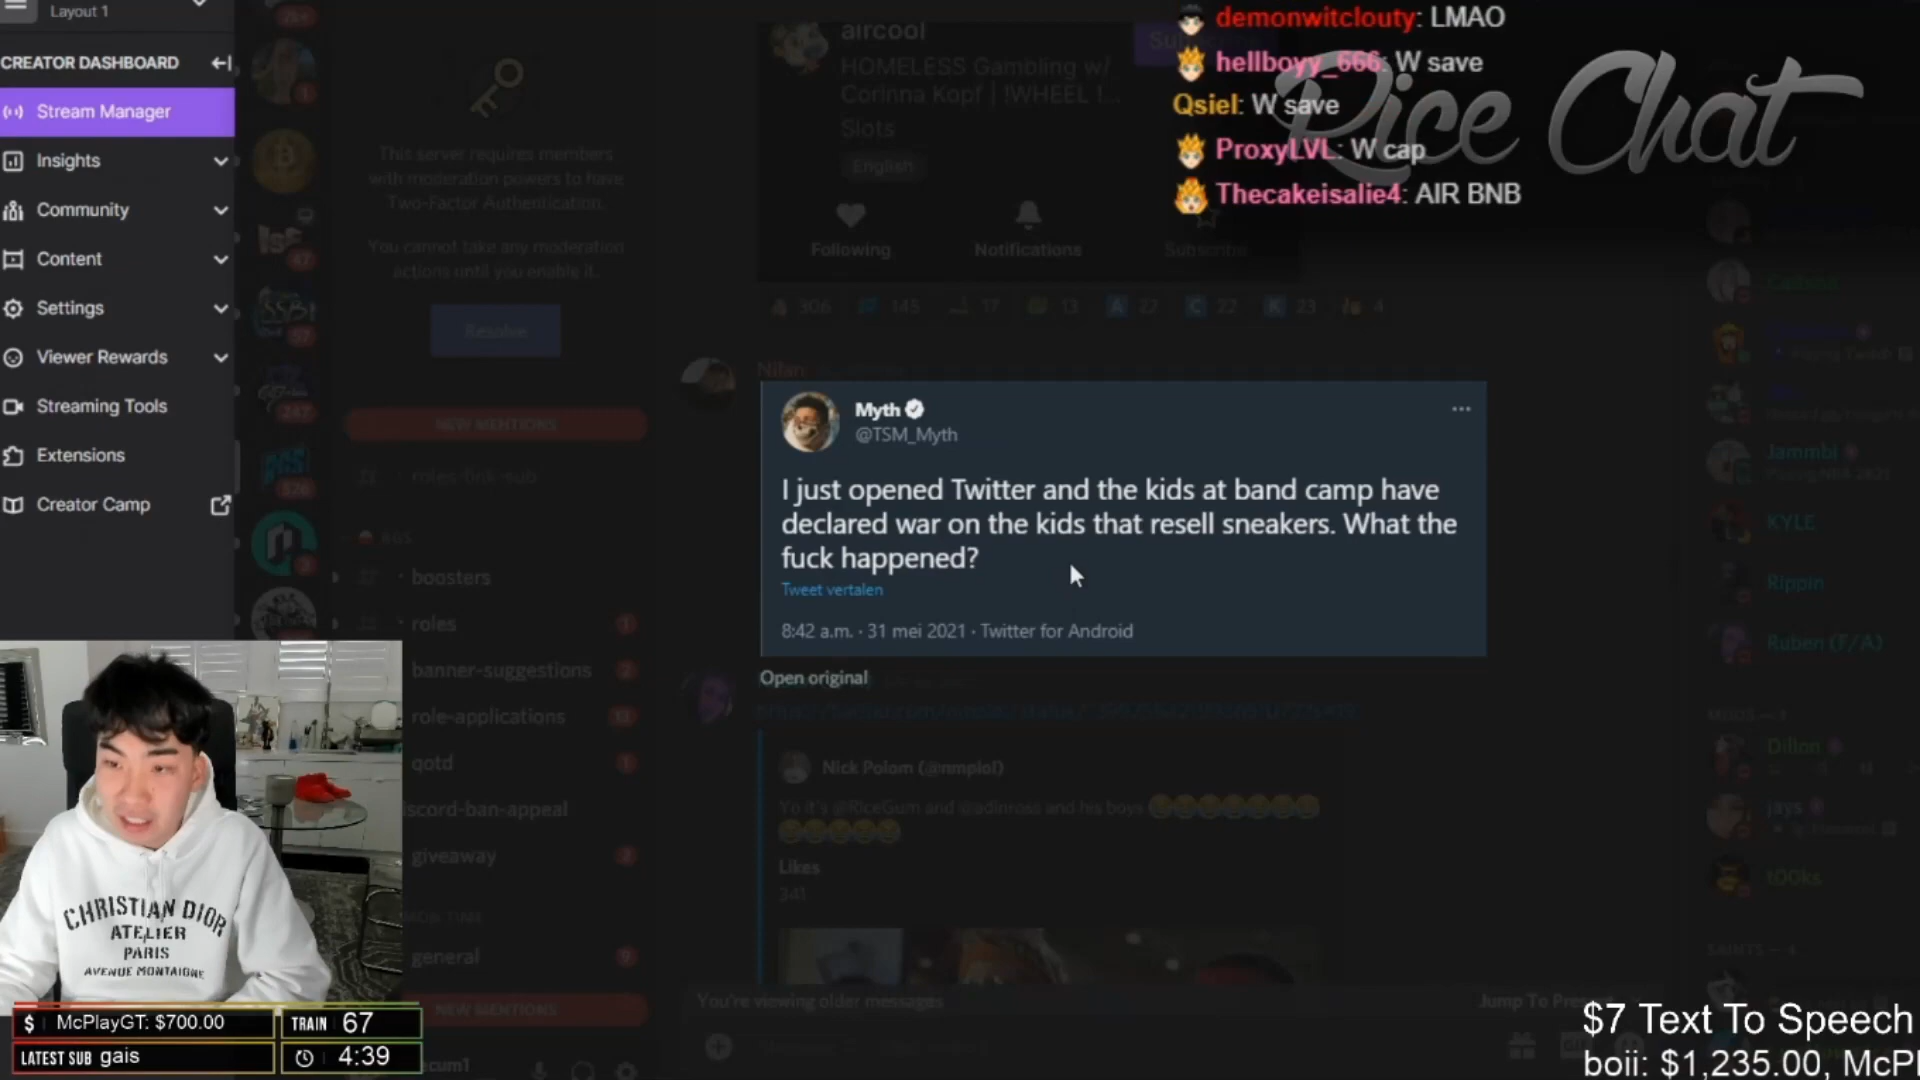 Layout 1
CREATOR DASHBOARD
Stream Manager
Insights
Community
Content
Settings
Viewer Rewards
Streaming Tools
Extensions
Creator Camp
This server requires members
with moderation powers to have
Two-Factor Authentication.
You cannot take any moderation
actions until you enable it.
Resolve
NEW MENTIONS
roles-link-sub
boosters
roles
banner-suggestions
role-applications
qotd
iscord-ban-appeal
giveaway
general
NEW MENTIONS
aircool
HOMELESS Gambling w/
Corinna Kopf | !WHEEL !...
Slots
English
Following
Notifications
Subscribe
306 145 17 13 22 22 23 4
Rice Chat
demonwitclouty: LMAO
hellboyy_666: W save
Qsiel: W save
ProxyLVL: W cap
Thecakeisalie4: AIR BNB
Nifan
Myth
@TSM_Myth
I just opened Twitter and the kids at band camp have
declared war on the kids that resell sneakers. What the
fuck happened?
Tweet vertalen
8:42 a.m. · 31 mei 2021 · Twitter for Android
Open original
Nick Polom (@nmplol)
Yo it's @RiceGum and @adinross and his boys
Likes
341
You're viewing older messages
Jammbi
KYLE
Rippin
Ruben (F/A)
Dillon
jays
t00ks
CHRISTIAN DIOR
ATELIER
PARIS
AVENUE MONTAIGNE
$ McPlayGT: $700.00
TRAIN 67
LATEST SUB gais
4:39
$7 Text To Speech
boii: $1,235.00, McPl